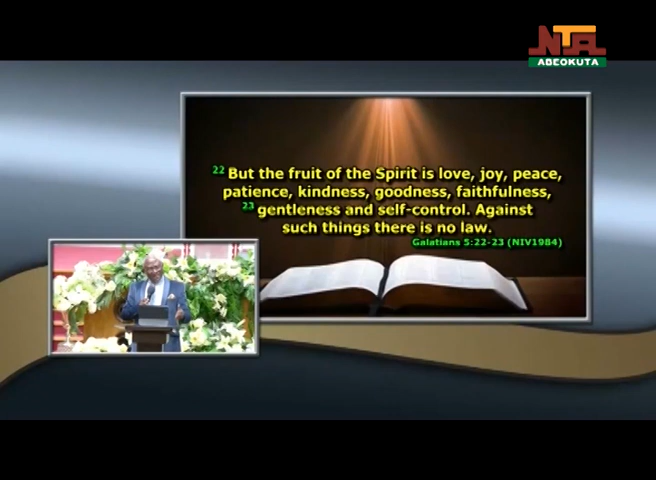 NTA
ABEOKUTA
22 But the fruit of the Spirit is love, joy, peace,
patience, kindness, goodness, faithfulness,
23 gentleness and self-control. Against
such things there is no law.
Galatians 5:22-23 (NIV1984)